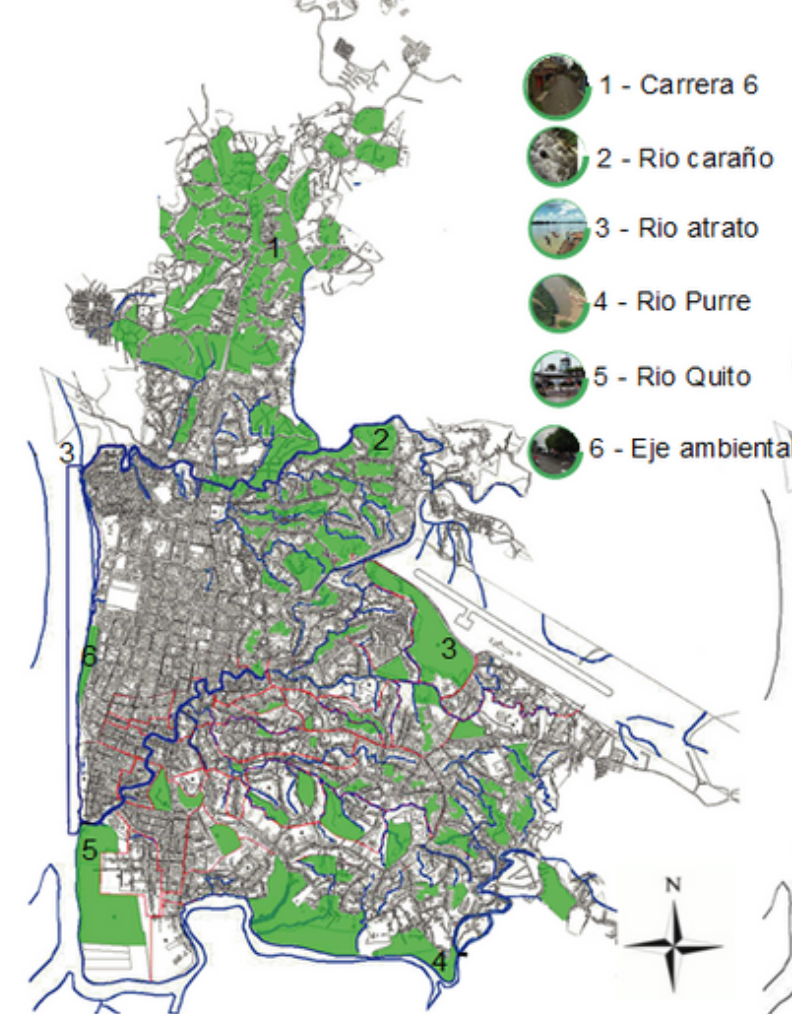 1 - Carrera 6
2 - Rio caraño
3 - Rio atrato
4 - Rio Purre
5 - Rio Quito
6 - Eje ambienta
1
2
3
3
6
5
4
N